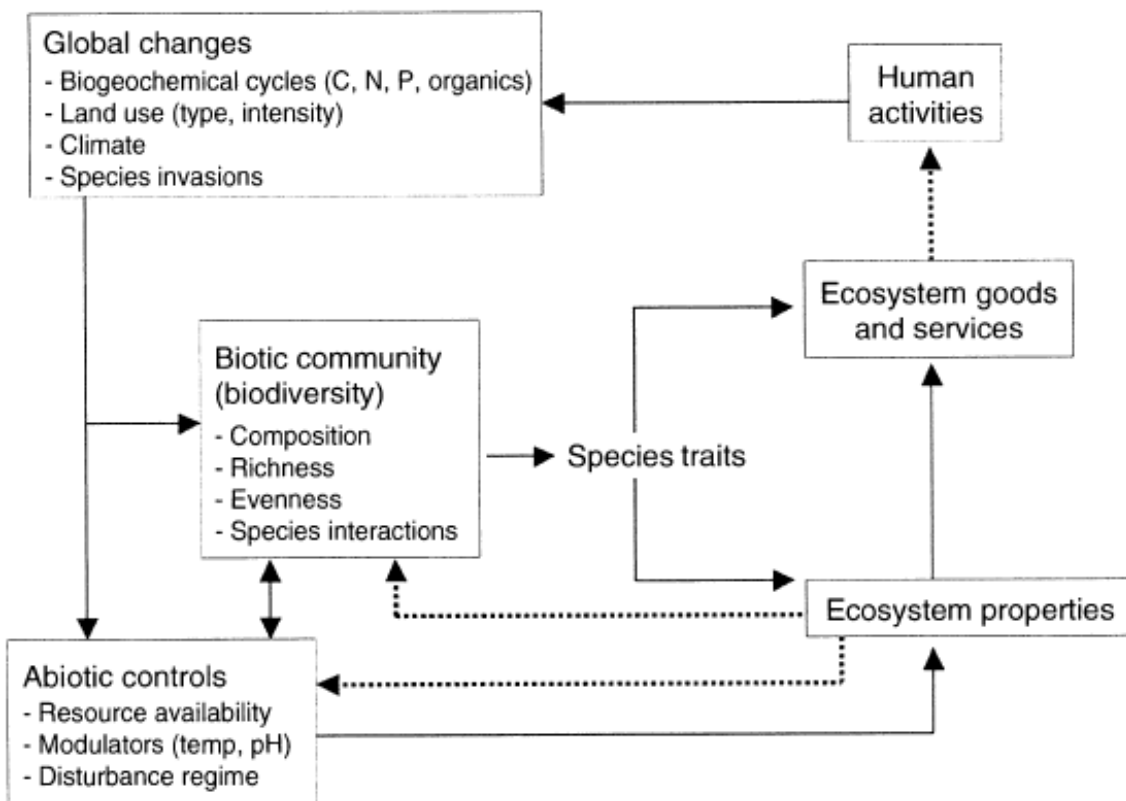 Global changes
- Biogeochemical cycles (C, N, P, organics)
- Land use (type, intensity)
- Climate
- Species invasions
Human
activities
Ecosystem goods
and services
Biotic community
(biodiversity)
- Composition
- Richness
- Evenness
- Species interactions
Species traits
Ecosystem properties
Abiotic controls
- Resource availability
- Modulators (temp, pH)
- Disturbance regime